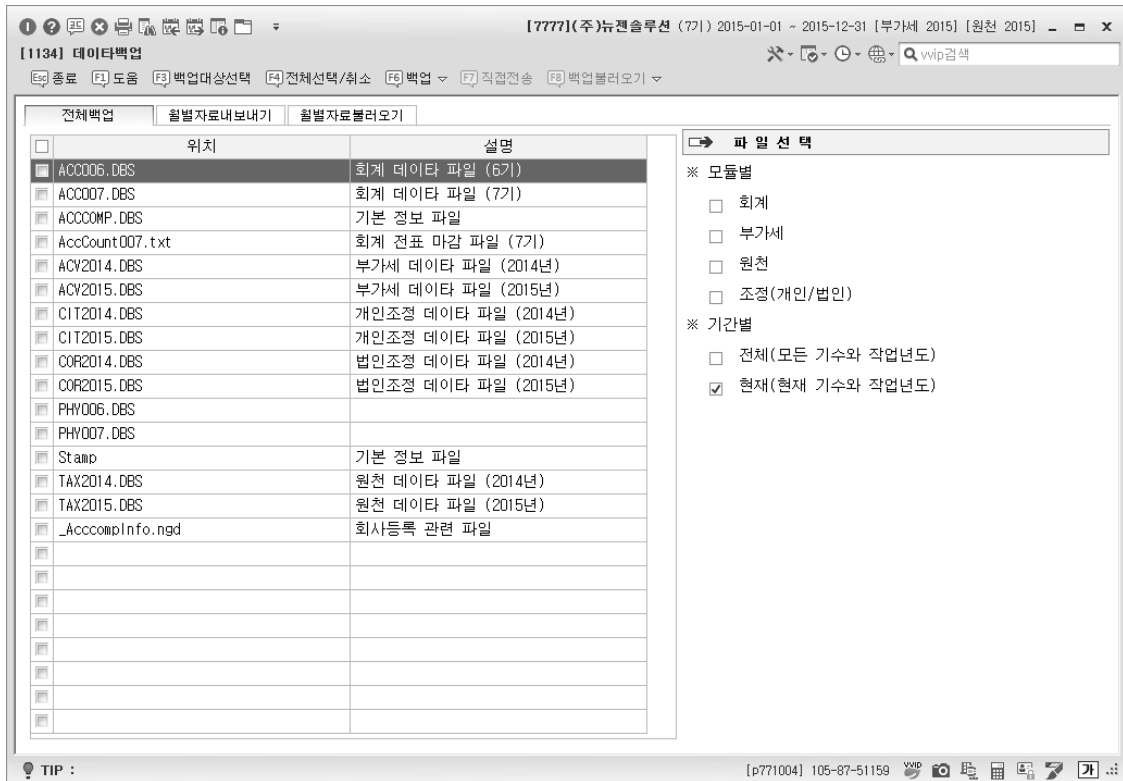 [7777](주)뉴젠솔루션 (7기) 2015-01-01 ~ 2015-12-31 [부가세 2015] [원천 2015]
[1134] 데이타백업
vvip검색
Esc 종료 F1 도움 F3 백업대상선택 F4 전체선택/취소 F6 백업 F7 직접전송 F8 백업불러오기
전체백업 월별자료내보내기 월별자료불러오기
위치 설명
ACC006.DBS 회계 데이타 파일 (6기)
ACC007.DBS 회계 데이타 파일 (7기)
ACCCOMP.DBS 기본 정보 파일
AccCount007.txt 회계 전표 마감 파일 (7기)
ACV2014.DBS 부가세 데이타 파일 (2014년)
ACV2015.DBS 부가세 데이타 파일 (2015년)
CIT2014.DBS 개인조정 데이타 파일 (2014년)
CIT2015.DBS 개인조정 데이타 파일 (2015년)
COR2014.DBS 법인조정 데이타 파일 (2014년)
COR2015.DBS 법인조정 데이타 파일 (2015년)
PHY006.DBS
PHY007.DBS
Stamp 기본 정보 파일
TAX2014.DBS 원천 데이타 파일 (2014년)
TAX2015.DBS 원천 데이타 파일 (2015년)
_AcccompInfo.ngd 회사등록 관련 파일
파 일 선 택
※ 모듈별
회계
부가세
원천
조정(개인/법인)
※ 기간별
전체(모든 기수와 작업년도)
현재(현재 기수와 작업년도)
TIP :
[p771004] 105-87-51159
가